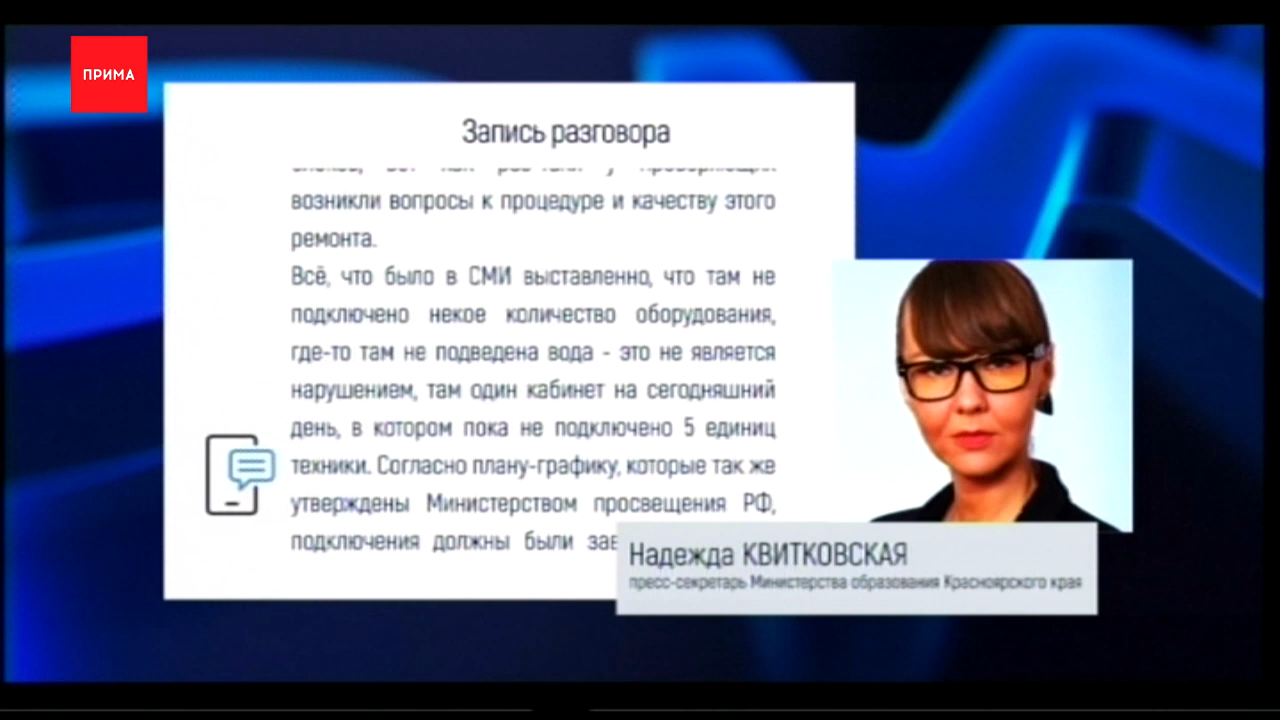 ПРИМА
Запись разговора
возникли вопросы к процедуре и качеству этого
ремонта.
Всё, что было в СМИ выставленно, что там не
подключено некое количество оборудования,
где-то там не подведена вода - это не является
нарушением, там один кабинет на сегодняшний
день, в котором пока не подключено 5 единиц
техники. Согласно плану-графику, которые так же
утверждены Министерством просвещения РФ,
подключения должны были зав
Надежда КВИТКОВСКАЯ
пресс-секретарь Министерства образования Красноярского края